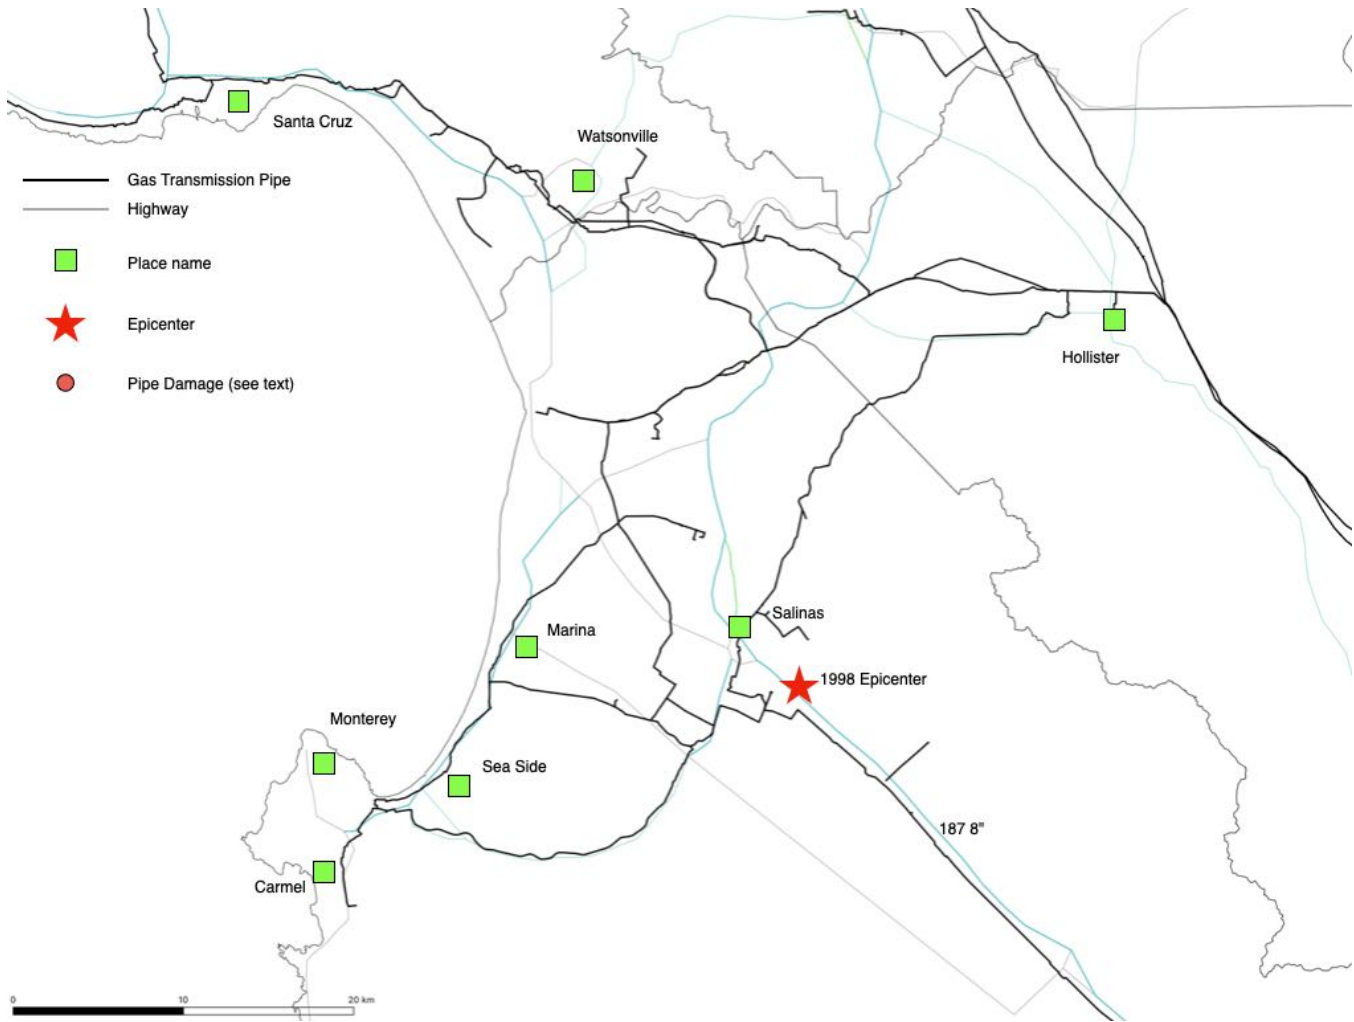 Santa Cruz
Watsonville
Gas Transmission Pipe
Highway
Place name
Epicenter
Pipe Damage (see text)
Hollister
Salinas
Marina
1998 Epicenter
Monterey
Sea Side
187 8"
Carmel
0 10 20 km